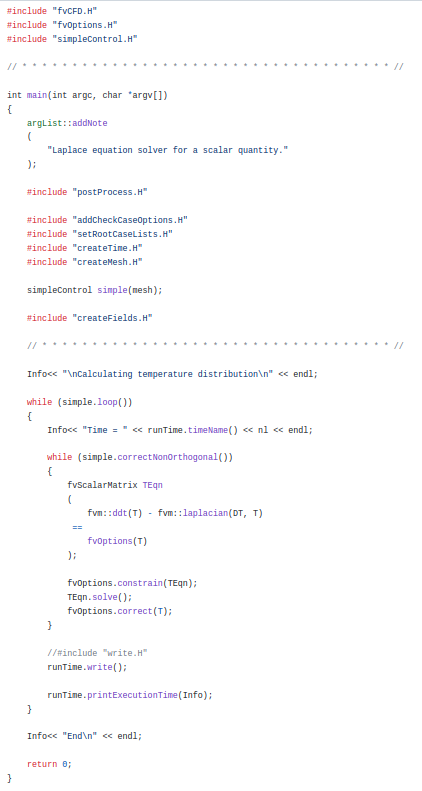 #include "fvCFD.H"
#include "fvOptions.H"
#include "simpleControl.H"
// * * * * * * * * * * * * * * * * * * * * * * * * * * * * * * * * * * * * * //
int main(int argc, char *argv[])
{
    argList::addNote
    (
        "Laplace equation solver for a scalar quantity."
    );
    #include "postProcess.H"
    #include "addCheckCaseOptions.H"
    #include "setRootCaseLists.H"
    #include "createTime.H"
    #include "createMesh.H"
    simpleControl simple(mesh);
    #include "createFields.H"
    // * * * * * * * * * * * * * * * * * * * * * * * * * * * * * * * * * * * //
    Info<< "\nCalculating temperature distribution\n" << endl;
    while (simple.loop())
    {
        Info<< "Time = " << runTime.timeName() << nl << endl;
        while (simple.correctNonOrthogonal())
        {
            fvScalarMatrix TEqn
            (
                fvm::ddt(T) - fvm::laplacian(DT, T)
             ==
                fvOptions(T)
            );
            fvOptions.constrain(TEqn);
            TEqn.solve();
            fvOptions.correct(T);
        }
        //#include "write.H"
        runTime.write();
        runTime.printExecutionTime(Info);
    }
    Info<< "End\n" << endl;
    return 0;
}